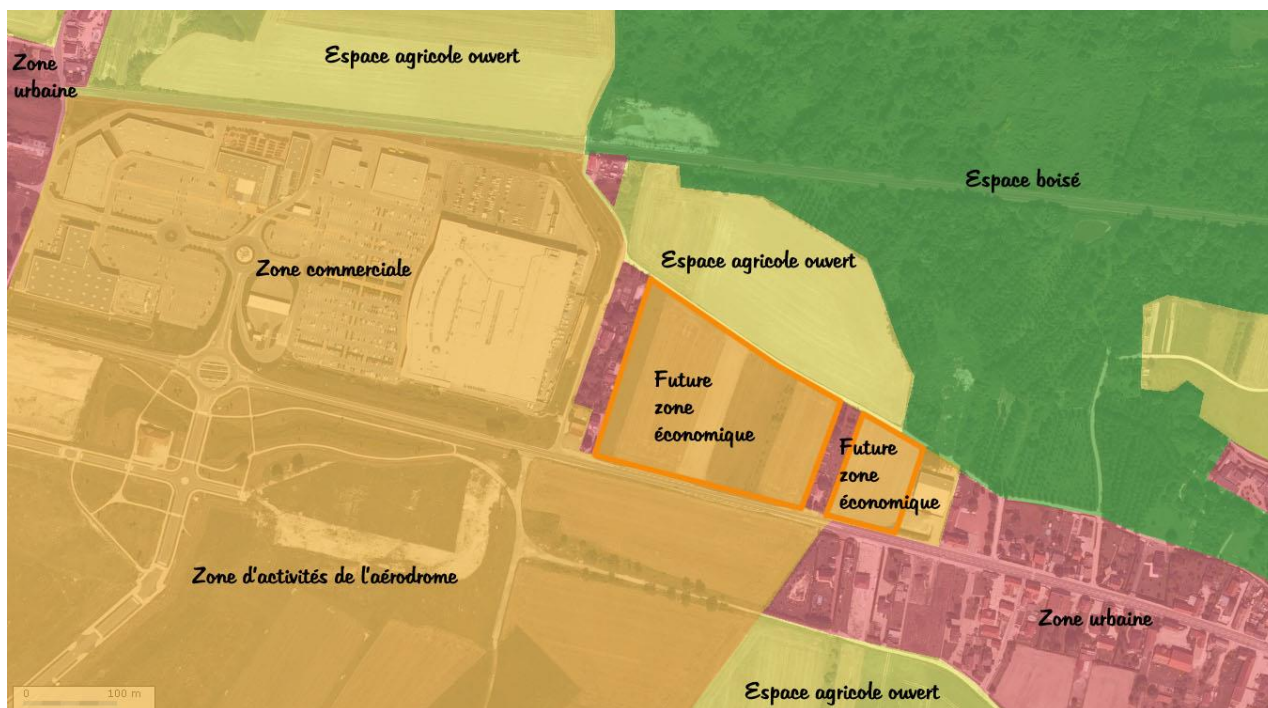 Espace agricole ouvert
Zone
urbaine
Espace boisé
Espace agricole ouvert
Zone commerciale
Future
zone
économique
Future
zone
économique
Zone d'activités de l'aérodrome
Zone urbaine
Espace agricole ouvert
0 100 m